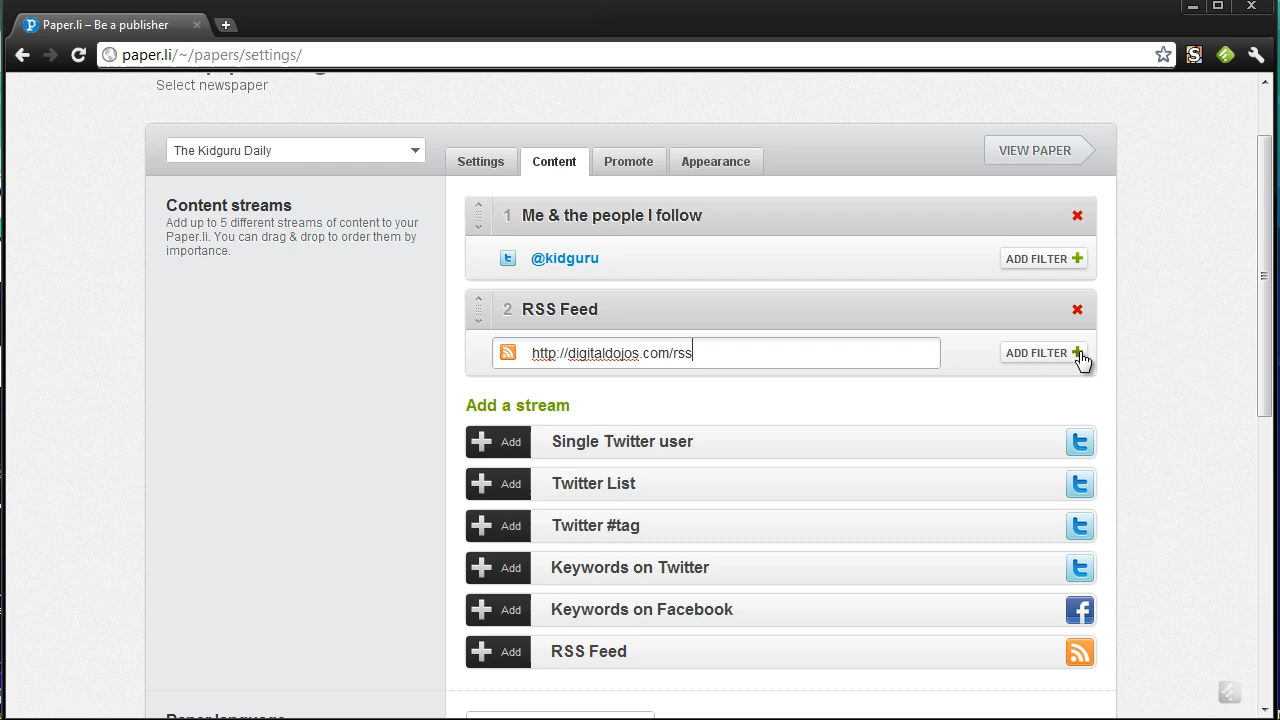 Paper.li – Be a publisher
paper.li/~/papers/settings/
Select newspaper
The Kidguru Daily
Settings
Content
Promote
Appearance
VIEW PAPER
Content streams
Add up to 5 different streams of content to your
Paper.li. You can drag & drop to order them by
importance.
1 Me & the people I follow
@kidguru
ADD FILTER
2 RSS Feed
http://digitaldojos.com/rss
ADD FILTER
Add a stream
Add Single Twitter user
Add Twitter List
Add Twitter #tag
Add Keywords on Twitter
Add Keywords on Facebook
Add RSS Feed
Paper language